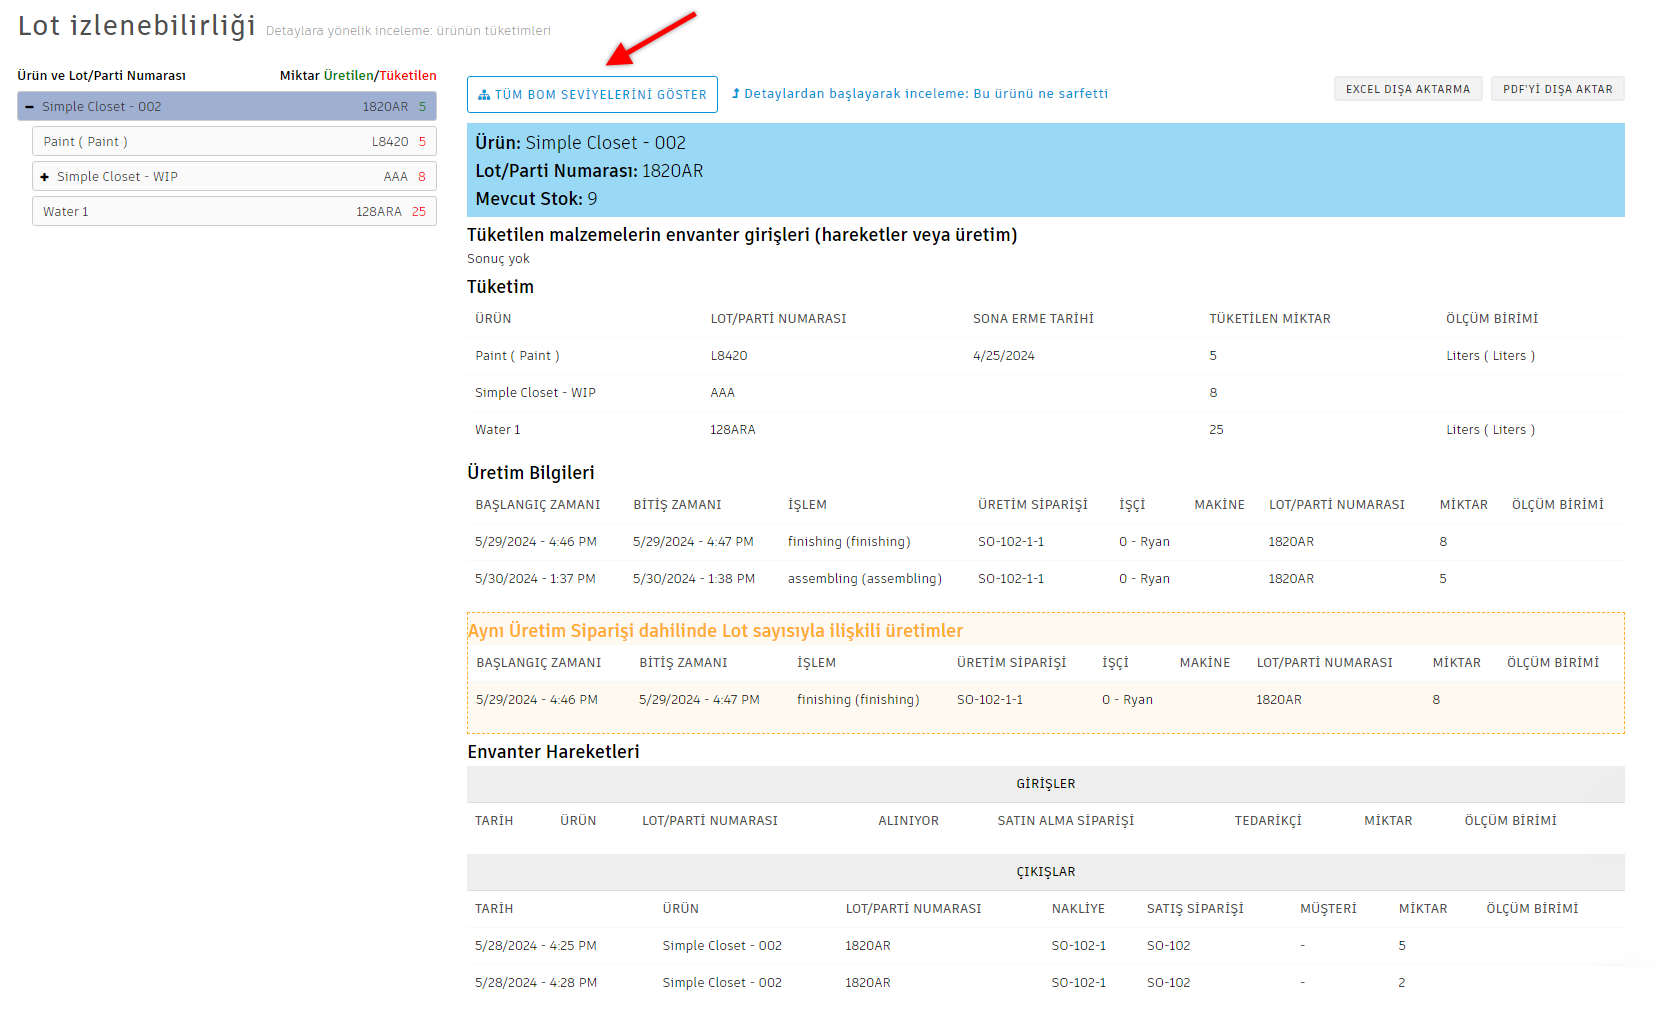 Lot izlenebilirliği Detaylara yönelik inceleme: ürünün tüketimleri
Ürün ve Lot/Parti Numarası Miktar Üretilen/Tüketilen
Simple Closet - 002 1820AR 5
Paint ( Paint ) L8420 5
Simple Closet - WIP AAA 8
Water 1 128ARA 25
TÜM BOM SEVİYELERİNİ GÖSTER Detaylardan başlayarak inceleme: Bu ürünü ne sarfetti EXCEL DIŞA AKTARMA PDF'Yİ DIŞA AKTAR
Ürün: Simple Closet - 002
Lot/Parti Numarası: 1820AR
Mevcut Stok: 9
Tüketilen malzemelerin envanter girişleri (hareketler veya üretim)
Sonuç yok
Tüketim
ÜRÜN LOT/PARTİ NUMARASI SONA ERME TARİHİ TÜKETİLEN MİKTAR ÖLÇÜM BİRİMİ
Paint ( Paint ) L8420 4/25/2024 5 Liters ( Liters )
Simple Closet - WIP AAA 8
Water 1 128ARA 25 Liters ( Liters )
Üretim Bilgileri
BAŞLANGIÇ ZAMANI BİTİŞ ZAMANI İŞLEM ÜRETİM SİPARİŞİ İŞÇİ MAKİNE LOT/PARTİ NUMARASI MİKTAR ÖLÇÜM BİRİMİ
5/29/2024 - 4:46 PM 5/29/2024 - 4:47 PM finishing (finishing) SO-102-1-1 0 - Ryan 1820AR 8
5/30/2024 - 1:37 PM 5/30/2024 - 1:38 PM assembling (assembling) SO-102-1-1 0 - Ryan 1820AR 5
Aynı Üretim Siparişi dahilinde Lot sayısıyla ilişkili üretimler
BAŞLANGIÇ ZAMANI BİTİŞ ZAMANI İŞLEM ÜRETİM SİPARİŞİ İŞÇİ MAKİNE LOT/PARTİ NUMARASI MİKTAR ÖLÇÜM BİRİMİ
5/29/2024 - 4:46 PM 5/29/2024 - 4:47 PM finishing (finishing) SO-102-1-1 0 - Ryan 1820AR 8
Envanter Hareketleri
GİRİŞLER
TARİH ÜRÜN LOT/PARTİ NUMARASI ALINIYOR SATIN ALMA SİPARİŞİ TEDARİKÇİ MİKTAR ÖLÇÜM BİRİMİ
ÇIKIŞLAR
TARİH ÜRÜN LOT/PARTİ NUMARASI NAKLİYE SATIŞ SİPARİŞİ MÜŞTERİ MİKTAR ÖLÇÜM BİRİMİ
5/28/2024 - 4:25 PM Simple Closet - 002 1820AR SO-102-1 SO-102 - 5
5/28/2024 - 4:28 PM Simple Closet - 002 1820AR SO-102-1 SO-102 - 2